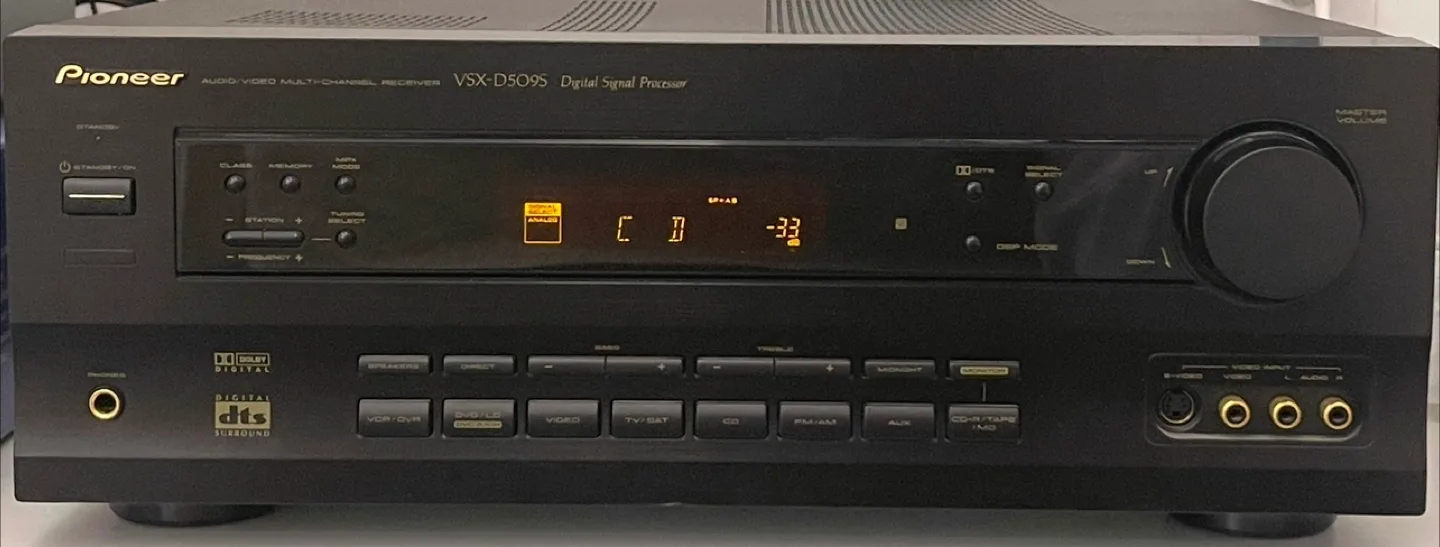 Pioneer AUDIO/VIDEO MULTI-CHANNEL RECEIVER VSX-D509S Digital Signal Processor
MASTER
VOLUME
STANDBY
STANDBY/ON
CLASS MEMORY MPX
MODE
− STATION +
TUNING
SELECT
− FREQUENCY +
SIGNAL
SELECT
ANALOG
SP▸AB
CD -33
dB
DD/DTS
SIGNAL
SELECT
DSP MODE
UP
DOWN
PHONES
DD DOLBY
DIGITAL
DIGITAL
dts
SURROUND
SPEAKERS
DIRECT
BASS
− +
TREBLE
− +
MIDNIGHT
MONITOR
VCR/DVR
DVD/LD
VIDEO
TV/SAT
CD
FM/AM
AUX
CD-R/TAPE
/MD
VIDEO INPUT
S-VIDEO VIDEO L AUDIO R